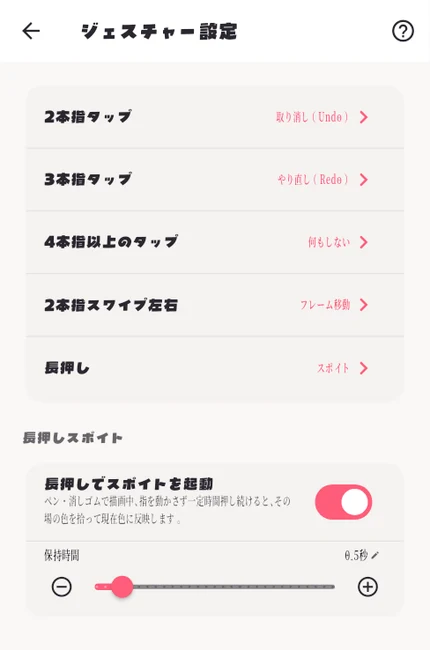 ジェスチャー設定
2本指タップ 取り消し ( Undo )
3本指タップ やり直し ( Redo )
4本指以上のタップ 何もしない
2本指スワイプ左右 フレーム移動
長押し スポイト
長押しスポイト
長押しでスポイトを起動
ペン・消しゴムで描画中、指を動かさず一定時間押し続けると、その
場の色を拾って現在色に反映します。
保持時間 0.5秒